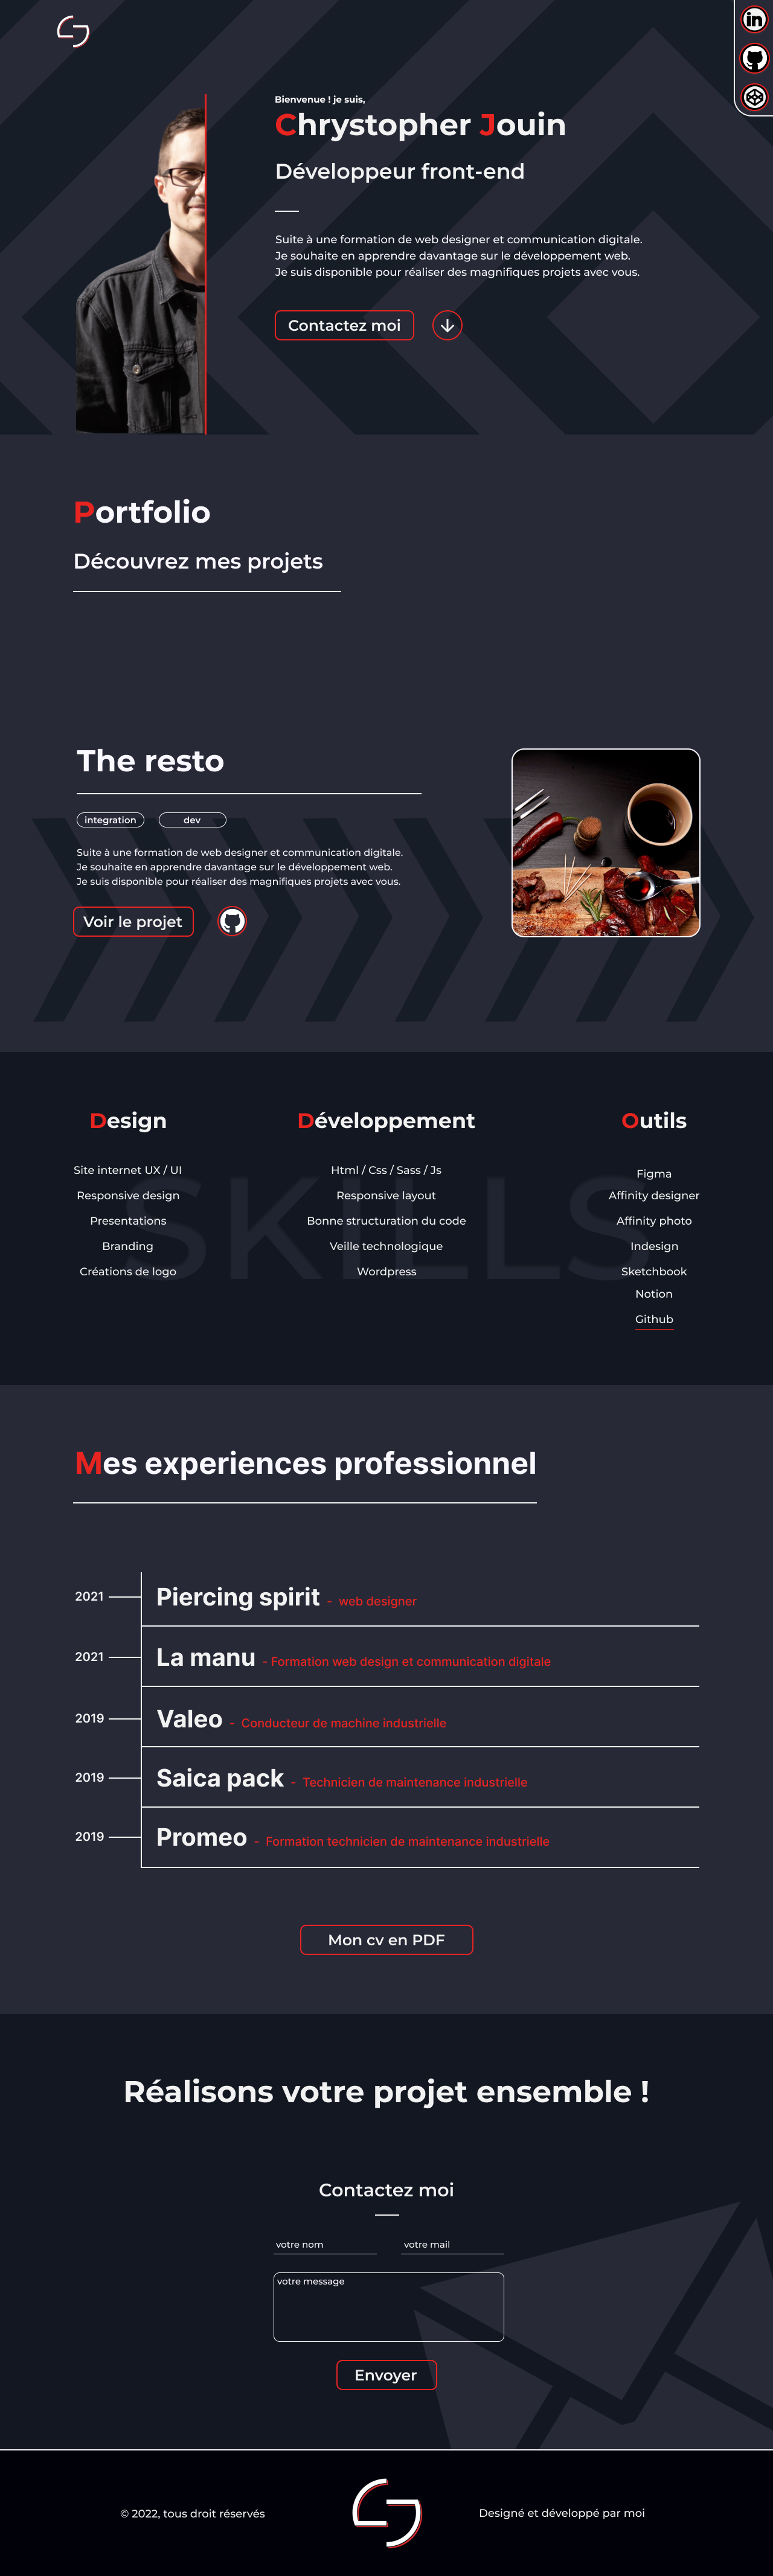 Bienvenue ! je suis,
Chrystopher Jouin
Développeur front-end
Suite à une formation de web designer et communication digitale.
Je souhaite en apprendre davantage sur le développement web.
Je suis disponible pour réaliser des magnifiques projets avec vous.
Contactez moi
Portfolio
Découvrez mes projets
The resto
integration
dev
Suite à une formation de web designer et communication digitale.
Je souhaite en apprendre davantage sur le développement web.
Je suis disponible pour réaliser des magnifiques projets avec vous.
Voir le projet
SKILLS
Design
Site internet UX / UI
Responsive design
Presentations
Branding
Créations de logo
Développement
Html / Css / Sass / Js
Responsive layout
Bonne structuration du code
Veille technologique
Wordpress
Outils
Figma
Affinity designer
Affinity photo
Indesign
Sketchbook
Notion
Github
Mes experiences professionnel
2021 Piercing spirit - web designer
2021 La manu - Formation web design et communication digitale
2019 Valeo - Conducteur de machine industrielle
2019 Saica pack - Technicien de maintenance industrielle
2019 Promeo - Formation technicien de maintenance industrielle
Mon cv en PDF
Réalisons votre projet ensemble !
Contactez moi
votre nom
votre mail
votre message
Envoyer
© 2022, tous droit réservés
Designé et développé par moi